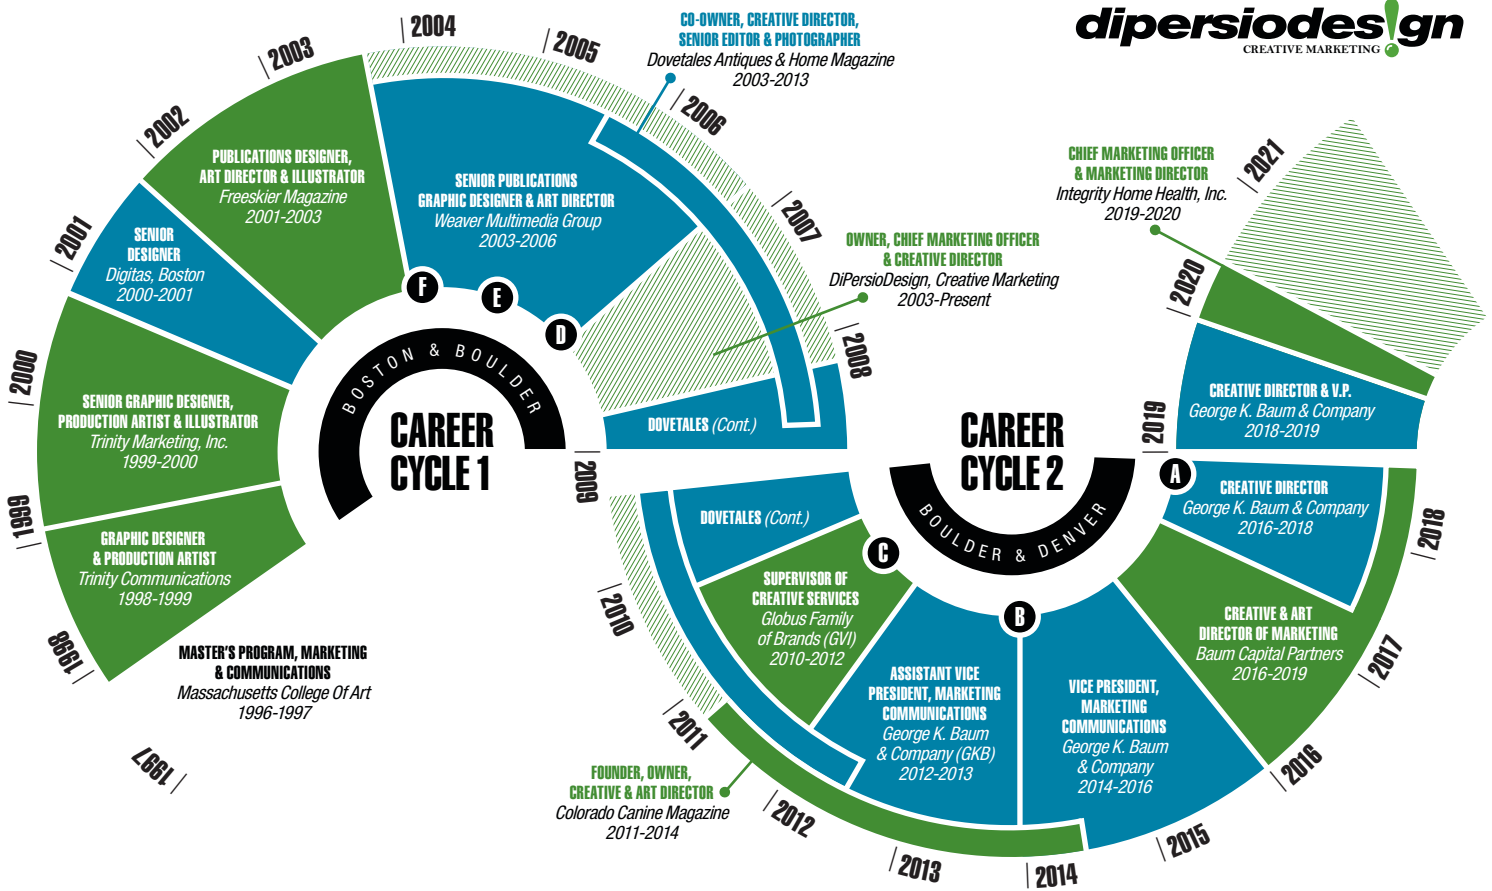 dipersiodes!gn
CREATIVE MARKETING
1997
1998
1999
2000
2001
2002
2003
2004
2005
2006
2007
2008
2009
MASTER'S PROGRAM, MARKETING
& COMMUNICATIONS
Massachusetts College Of Art
1996-1997
GRAPHIC DESIGNER
& PRODUCTION ARTIST
Trinity Communications
1998-1999
SENIOR GRAPHIC DESIGNER,
PRODUCTION ARTIST & ILLUSTRATOR
Trinity Marketing, Inc.
1999-2000
SENIOR
DESIGNER
Digitas, Boston
2000-2001
PUBLICATIONS DESIGNER,
ART DIRECTOR & ILLUSTRATOR
Freeskier Magazine
2001-2003
SENIOR PUBLICATIONS
GRAPHIC DESIGNER & ART DIRECTOR
Weaver Multimedia Group
2003-2006
CO-OWNER, CREATIVE DIRECTOR,
SENIOR EDITOR & PHOTOGRAPHER
Dovetales Antiques & Home Magazine
2003-2013
OWNER, CHIEF MARKETING OFFICER
& CREATIVE DIRECTOR
DiPersioDesign, Creative Marketing
2003-Present
DOVETALES (Cont.)
F
E
D
BOSTON & BOULDER
CAREER
CYCLE 1
CAREER
CYCLE 2
BOULDER & DENVER
A
B
C
DOVETALES (Cont.)
SUPERVISOR OF
CREATIVE SERVICES
Globus Family
of Brands (GVI)
2010-2012
ASSISTANT VICE
PRESIDENT, MARKETING
COMMUNICATIONS
George K. Baum
& Company (GKB)
2012-2013
VICE PRESIDENT,
MARKETING
COMMUNICATIONS
George K. Baum
& Company
2014-2016
CREATIVE & ART
DIRECTOR OF MARKETING
Baum Capital Partners
2016-2019
CREATIVE DIRECTOR
George K. Baum & Company
2016-2018
CREATIVE DIRECTOR & V.P.
George K. Baum & Company
2018-2019
CHIEF MARKETING OFFICER
& MARKETING DIRECTOR
Integrity Home Health, Inc.
2019-2020
FOUNDER, OWNER,
CREATIVE & ART DIRECTOR
Colorado Canine Magazine
2011-2014
2010
2011
2012
2013
2014
2015
2016
2017
2018
2019
2020
2021